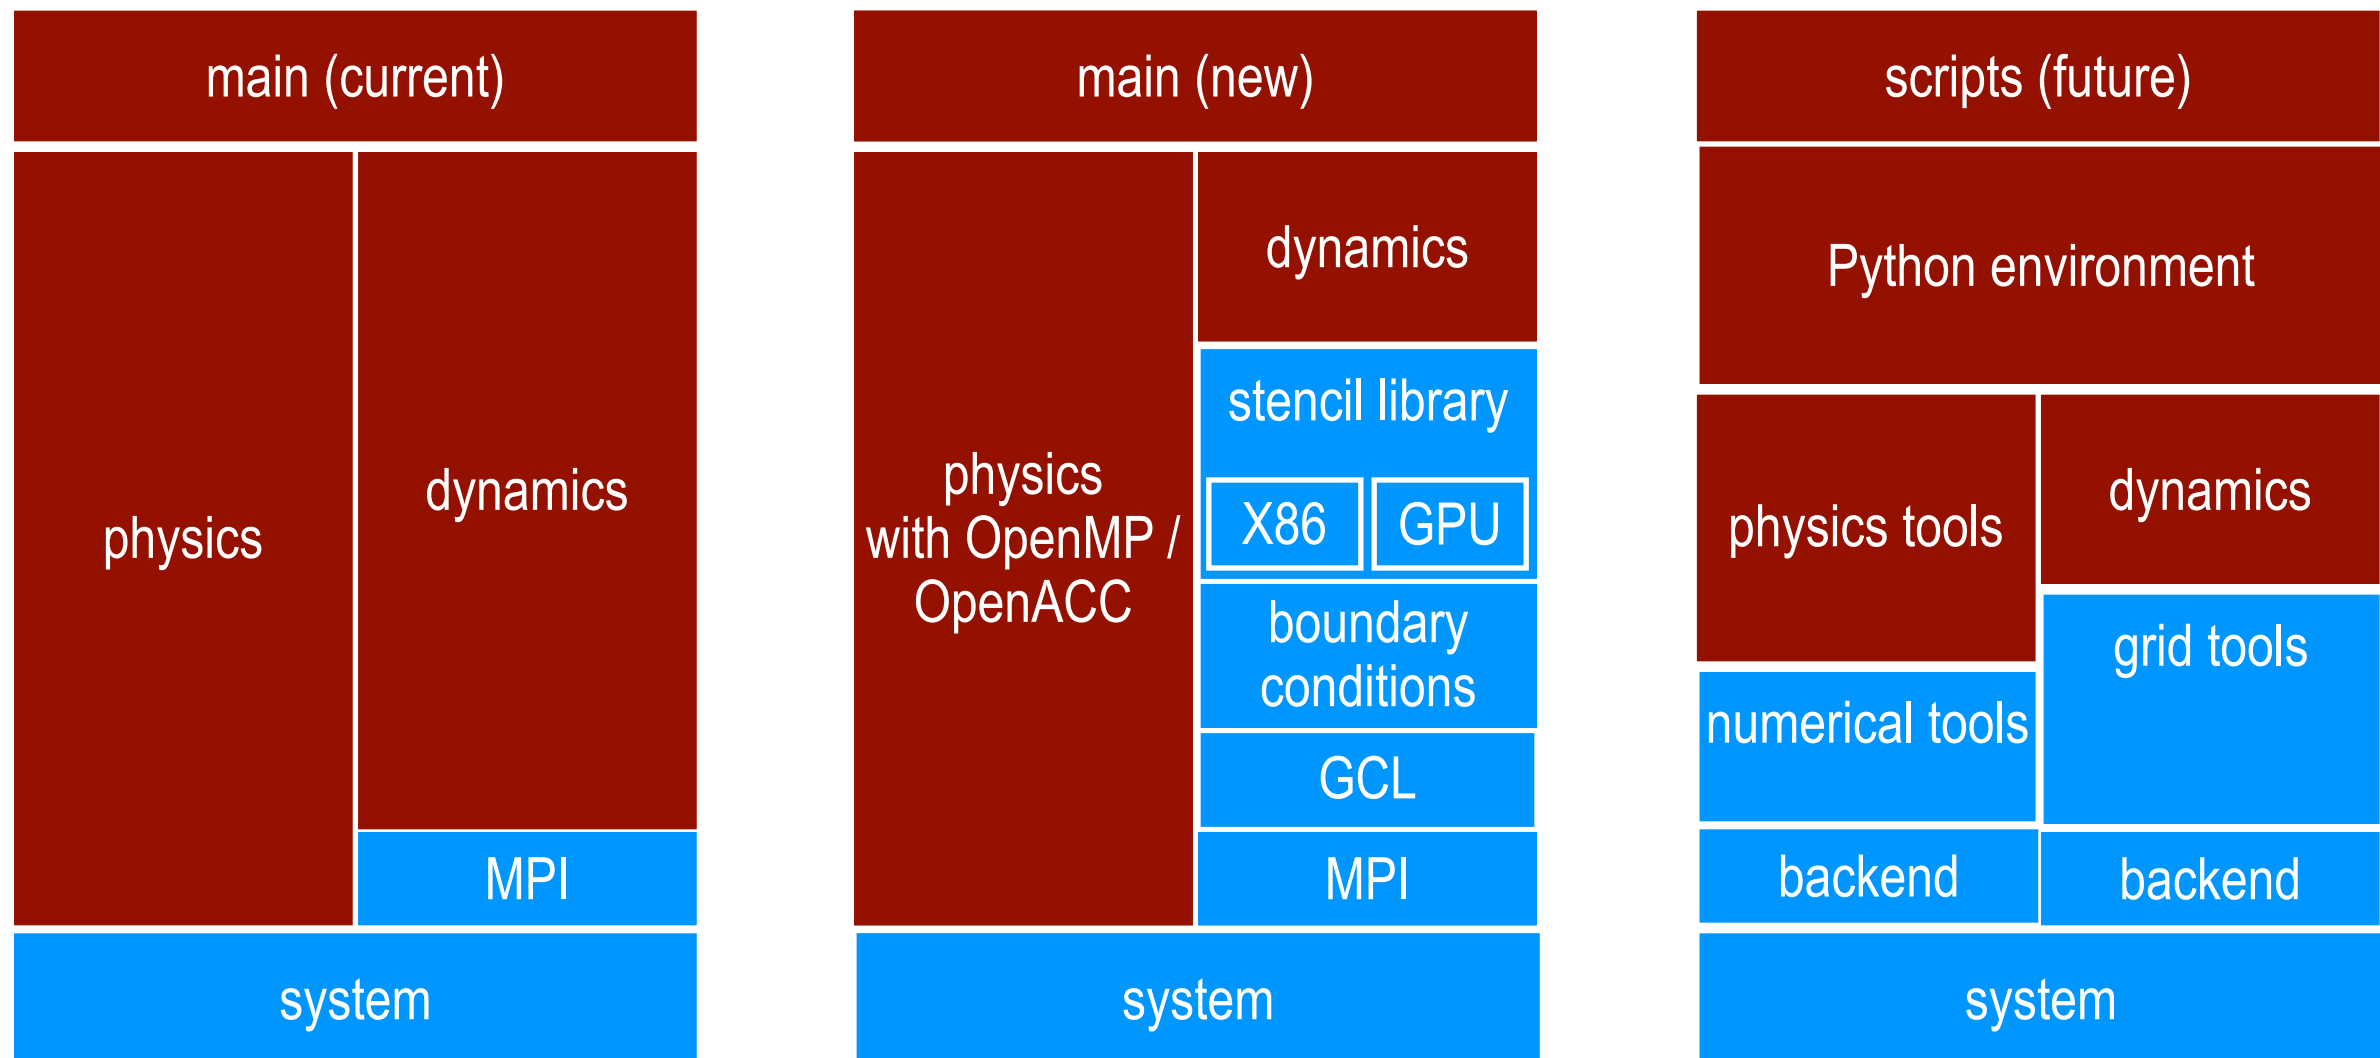 main (current)
physics
dynamics
MPI
system
main (new)
physics
with OpenMP /
OpenACC
dynamics
stencil library
X86
GPU
boundary
conditions
GCL
MPI
system
scripts (future)
Python environment
physics tools
dynamics
numerical tools
grid tools
backend
backend
system